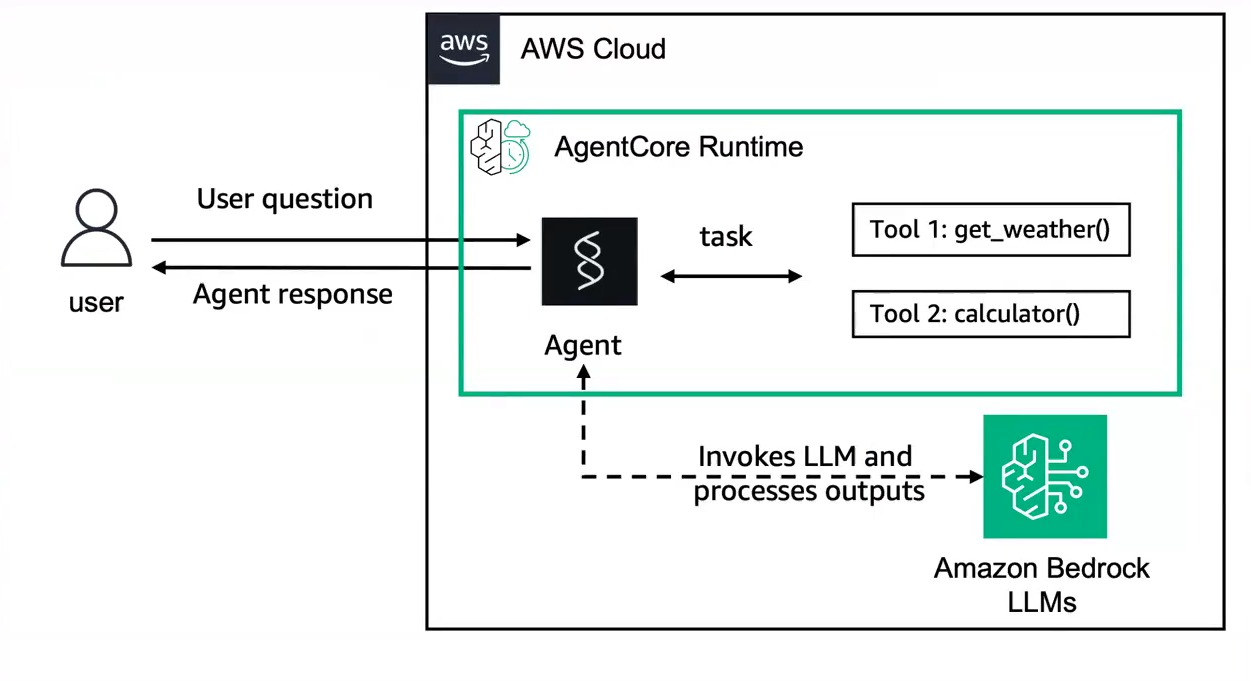 aws
AWS Cloud
AgentCore Runtime
User question
Agent response
user
Agent
task
Tool 1: get_weather()
Tool 2: calculator()
Invokes LLM and
processes outputs
Amazon Bedrock
LLMs